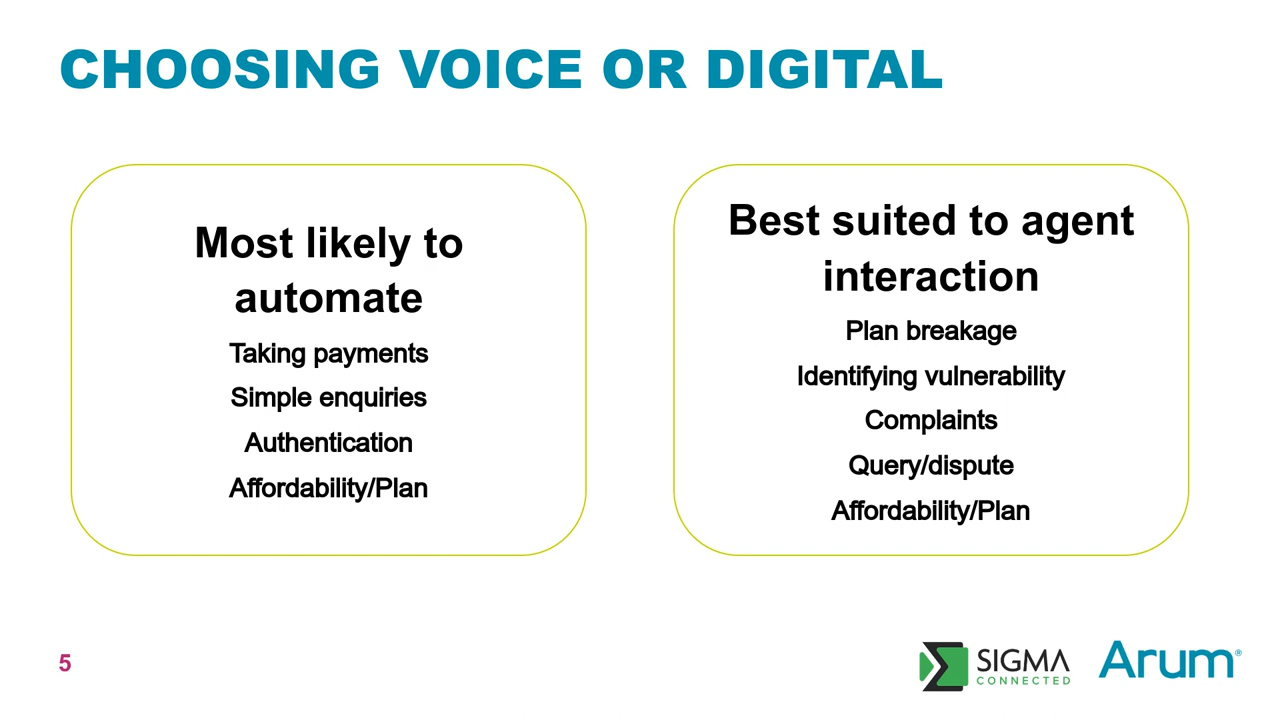 CHOOSING VOICE OR DIGITAL
Most likely to
automate
Taking payments
Simple enquiries
Authentication
Affordability/Plan
Best suited to agent
interaction
Plan breakage
Identifying vulnerability
Complaints
Query/dispute
Affordability/Plan
5
SIGMA
CONNECTED
Arum®